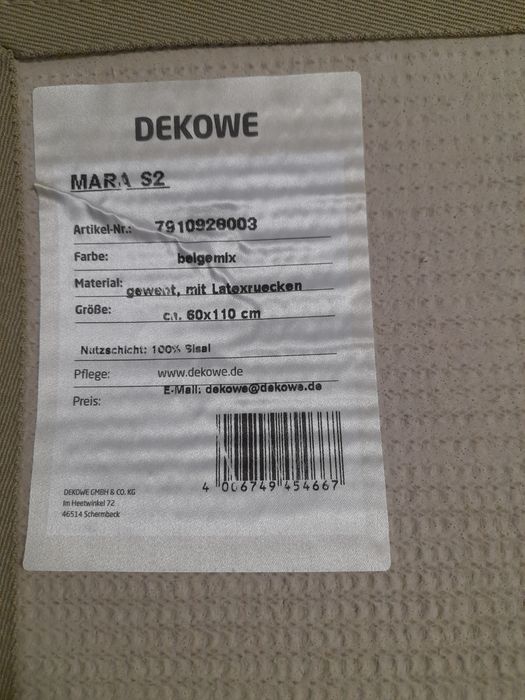 DEKOWE
MARA S2
Artikel-Nr.: 7910928003
Farbe: beigemix
Material: gewebt, mit Latexruecken
Größe: ca. 60x110 cm
Nutzschicht: 100% Sisal
Pflege: www.dekowe.de
E-Mail: dekowe@dekowe.de
Preis:
4 006749 454667
DEKOWE GMBH & CO. KG
Im Heetwinkel 72
46514 Schermbeck